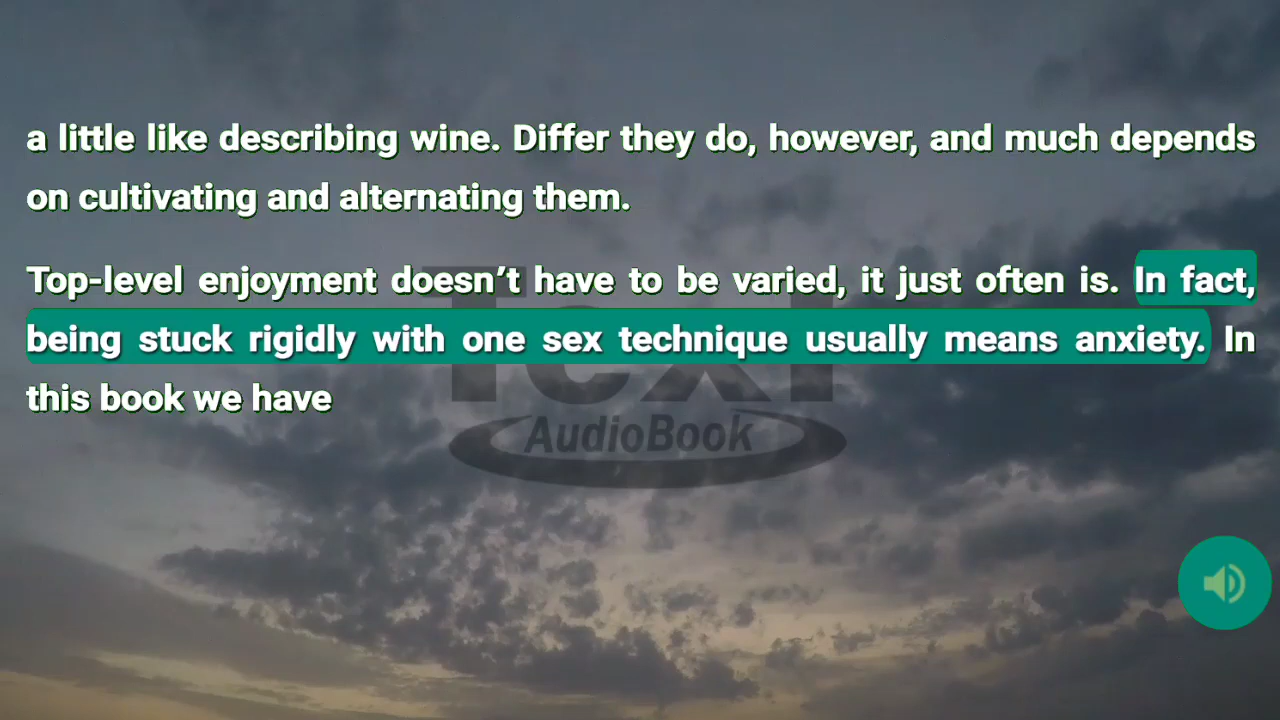 a little like describing wine. Differ they do, however, and much depends
on cultivating and alternating them.
Top-level enjoyment doesn’t have to be varied, it just often is. In fact,
being stuck rigidly with one sex technique usually means anxiety. In
this book we have
Text
AudioBook